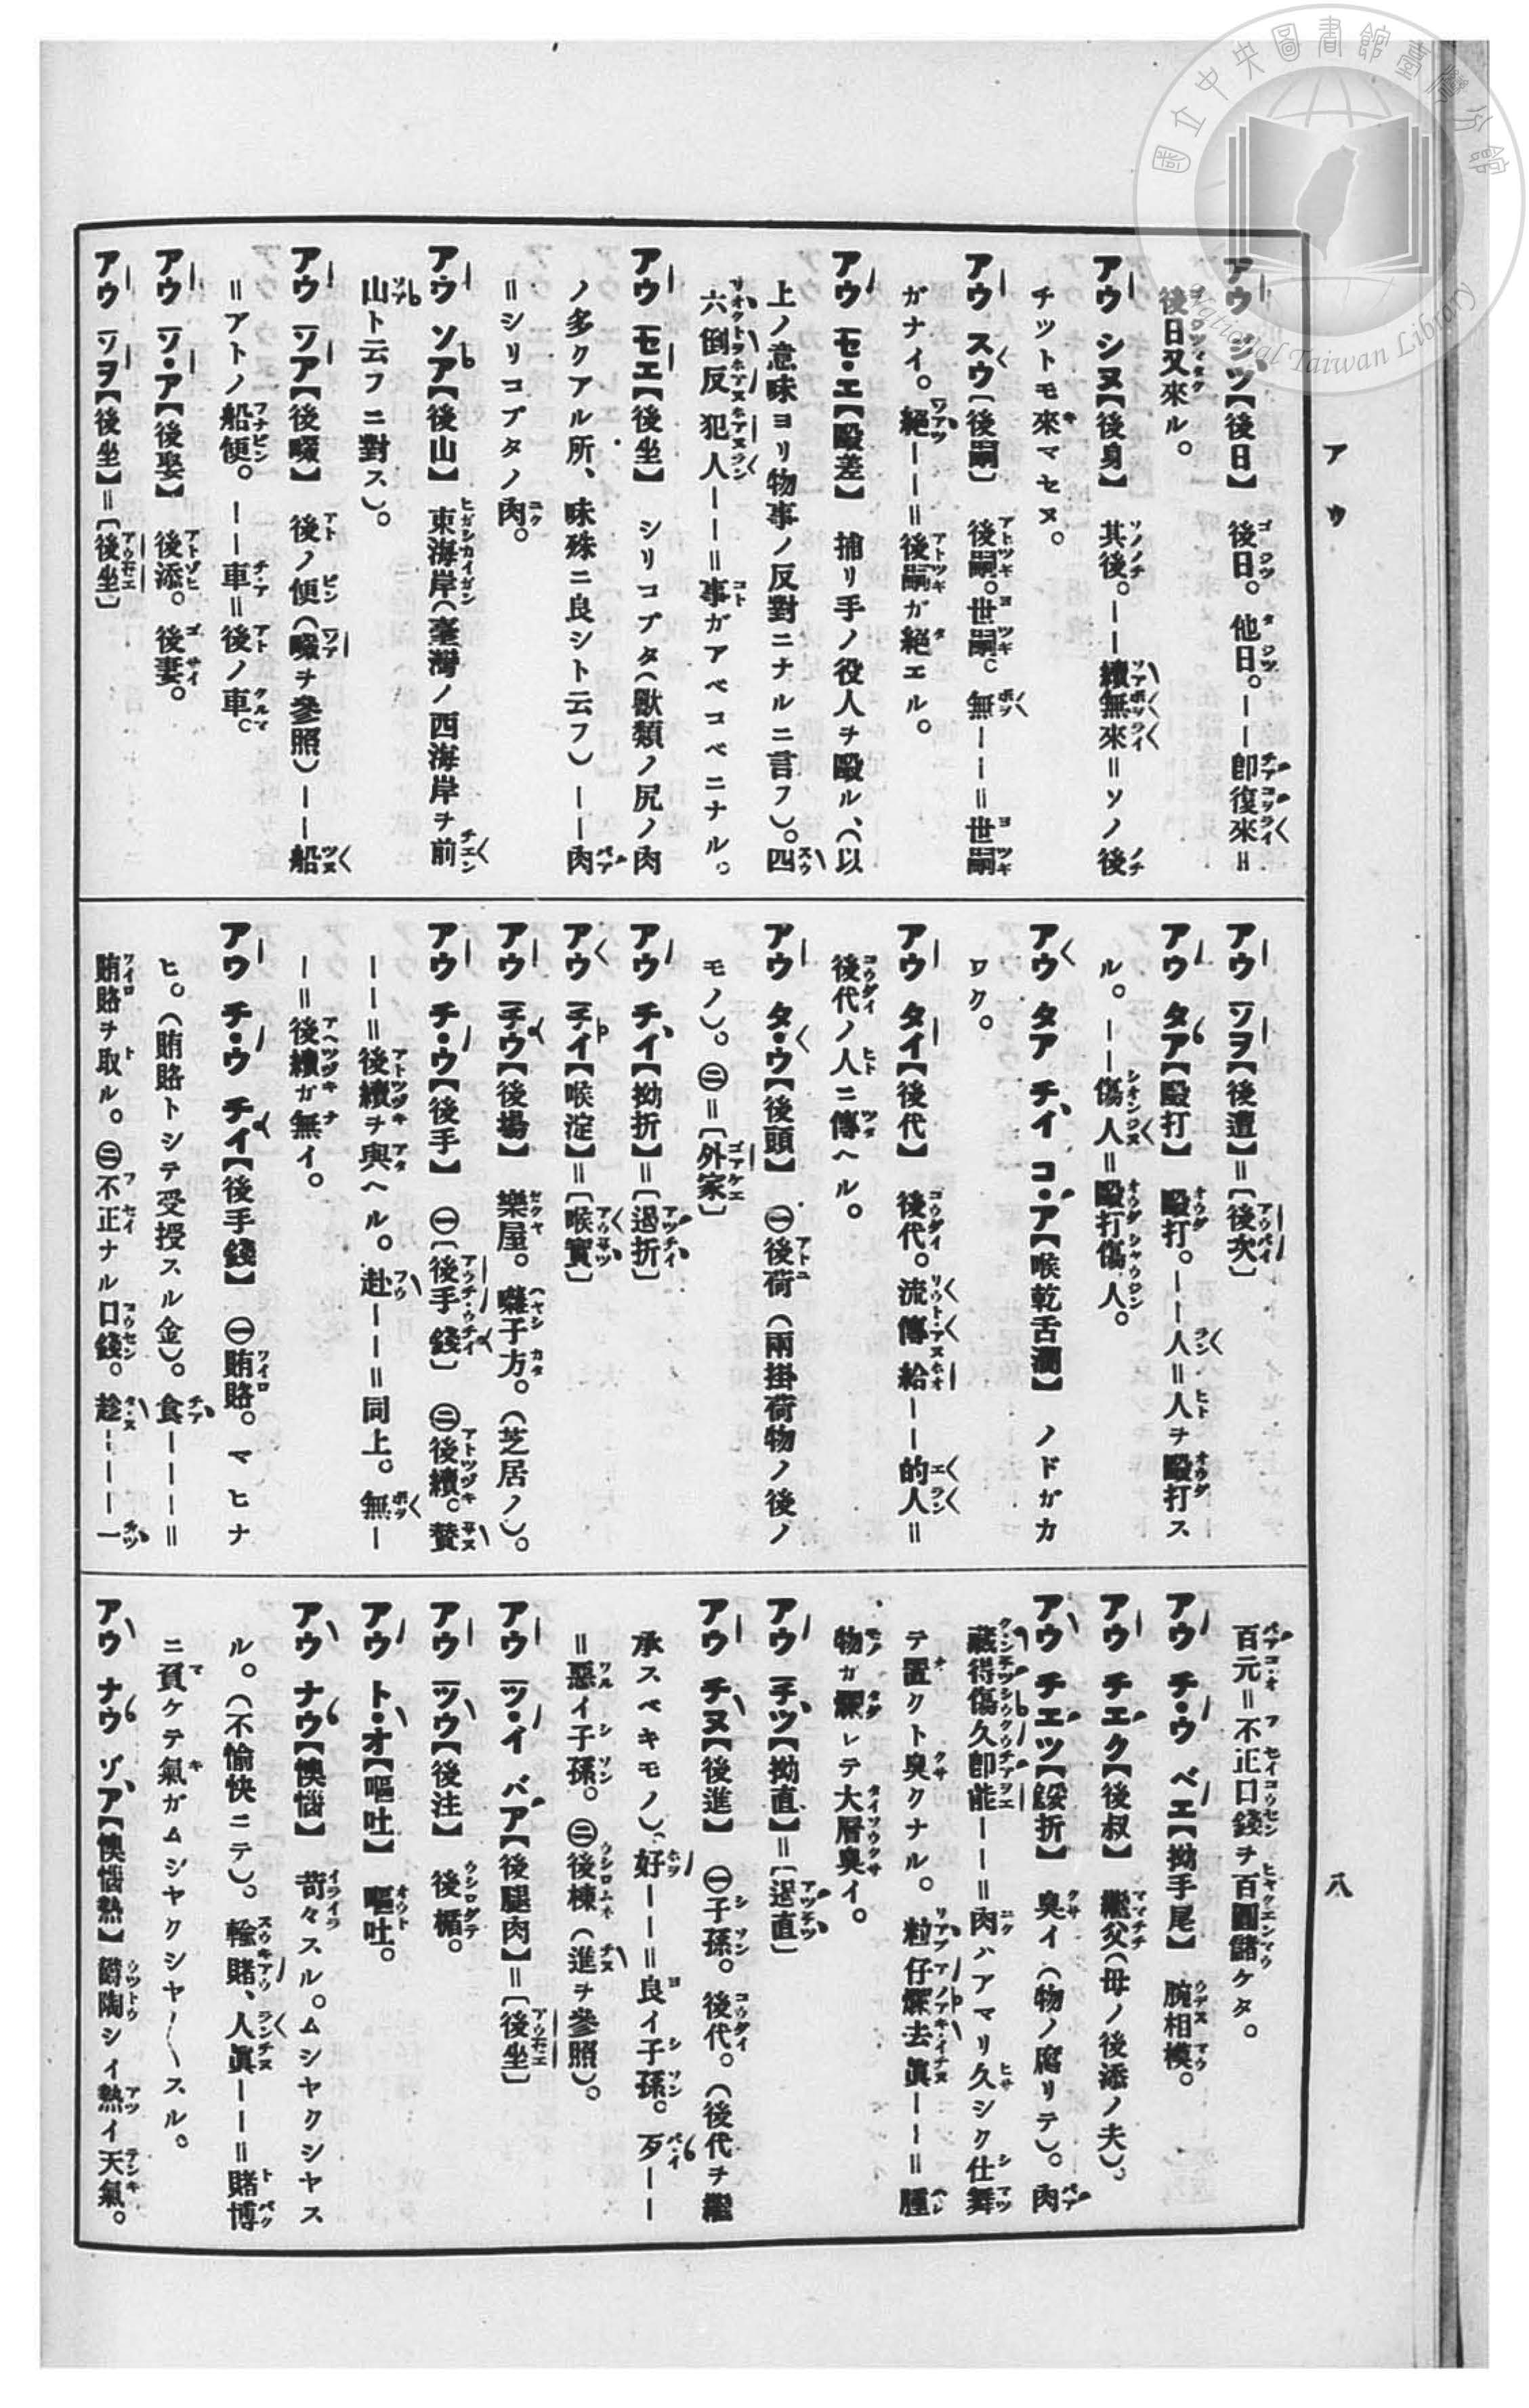 國立中央圖書館臺灣分館
National Taiwan Library
アウ
八
アウ ジツ【後日】 後日。他日。――卽復來=
後日又來ル。
アウ シヌ【後身】 其後。――續無來=ソノ後
チツトモ來マセヌ。
アウ スウ〔後嗣〕 後嗣。世嗣。無――=世嗣
ガナイ。絕――=後嗣ガ絕エル。
アウ セ・エ【毆差】 捕リ手ノ役人ヲ毆ル、(以
上ノ意味ヨリ物事ノ反對ニナルニ言フ)。四
六倒反 犯人――=事ガアベコベニナル。
アウ セエ【後坐】 シリコブタ(獸類ノ尻ノ肉
ノ多クアル所、味殊ニ良シト云フ)――肉
=シリコブタノ肉。
アウ ソア【後山】 東海岸(臺灣ノ西海岸ヲ前
山ト云フニ對ス)。
アウ ツア【後啜】 後ノ便(啜ヲ參照)――船
=アトノ船便。――車=後ノ車。
アウ ツ・ア【後娶】 後添。後妻。
アウ ツヲ【後坐】=〔後坐〕
アウ ツヲ【後遭】=〔後次〕
アウ タア【毆打】 毆打。――人=人ヲ毆打ス
ル。――傷人=毆打傷人。
アウ タア チイ コ・ア【喉乾舌涸】 ノドガカ
ワク。
アウ タイ【後代】 後代。流傳給――的人=
後代ノ人ニ傳ヘル。
アウ タ・ウ【後頭】 ㊀後荷(兩掛荷物ノ後ノ
モノ)。㊁=〔外家〕
アウ チイ【拗折】=〔遏折〕
アウ チイ【喉淀】=〔喉實〕
アウ チウ【後場】 樂屋。囃子方。(芝居ノ)。
アウ チ・ウ【後手】 ㊀〔後手錢〕 ㊁後續。贊
――=後續ヲ與ヘル。赴――=同上。無―
―=後續ガ無イ。
アウ チ・ウ チイ【後手錢】 ㊀賄賂。マヒナ
ヒ。(賄賂トシテ受授スル金)。食―――=
賄賂ヲ取ル。㊁不正ナル口錢。趁―――一
百元=不正口錢ヲ百圓儲ケタ。
アウ チ・ウ ベエ【拗手尾】 腕相模。
アウ チエク【後叔】 繼父(母ノ後添ノ夫)。
アウ チエツ【餒折】 臭イ(物ノ腐リテ)。肉
藏得傷久卽能――=肉ハアマリ久シク仕舞
テ置クト臭クナル。粒仔爛去眞――=腫
物ガ爛レテ大層臭イ。
アウ チツ【拗直】=〔遏直〕
アウ チヌ【後進】 ㊀子孫。後代。(後代ヲ繼
承スベキモノ)、好――=良イ子孫。歹――
=惡イ子孫。㊁後棟(進ヲ參照)。
アウ ツ・イ バア【後腿肉】=〔後坐〕
アウ ツウ【後注】 後楯。
アウ ト・オ【嘔吐】 嘔吐。
アウ ナウ【懊惱】 苛々スル。ムシヤクシヤス
ル。(不愉快ニテ)。輸賭、人眞――=賭博
ニ負ケテ氣ガムシヤクシヤ〳〵スル。
アウ ナウ ゾア【懊惱熱】 鬱陶シイ熱イ天氣。